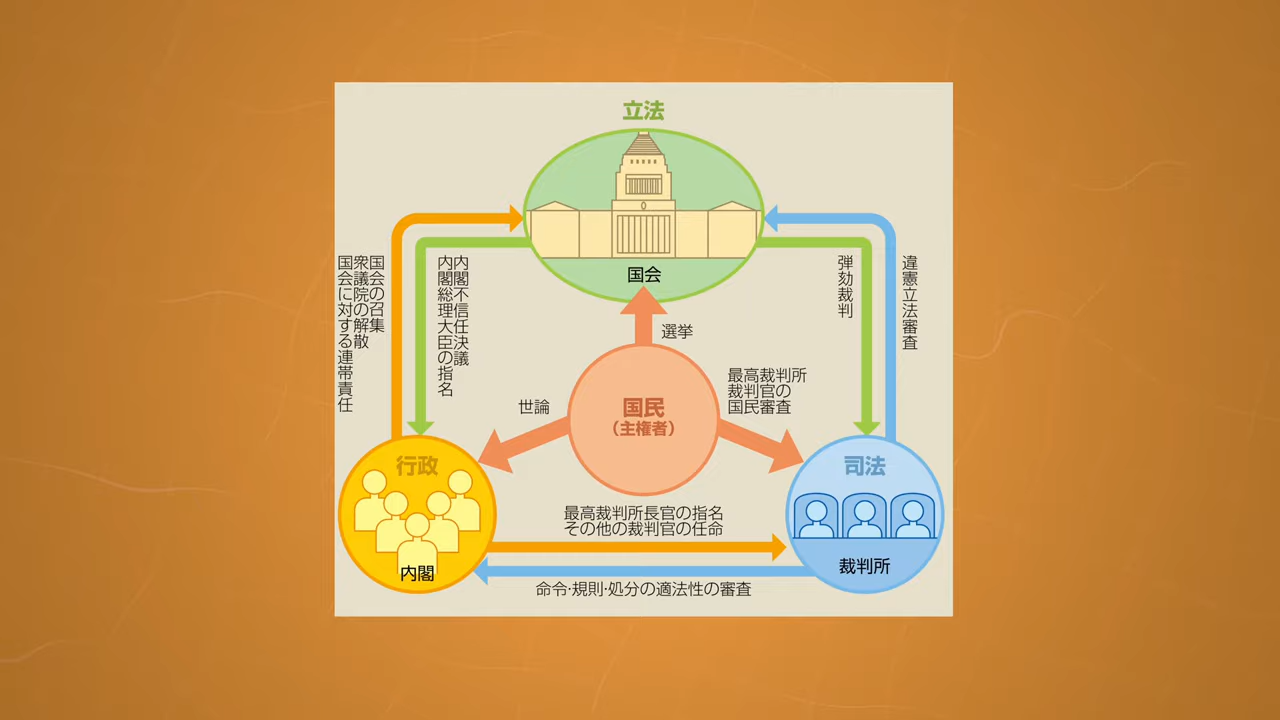 立法
国会
国会の召集
衆議院の解散
国会に対する連帯責任
内閣不信任決議
内閣総理大臣の指名
弾劾裁判
違憲立法審査
選挙
世論
最高裁判所
裁判官の
国民審査
国民
（主権者）
行政
内閣
司法
裁判所
最高裁判所長官の指名
その他の裁判官の任命
命令・規則・処分の適法性の審査